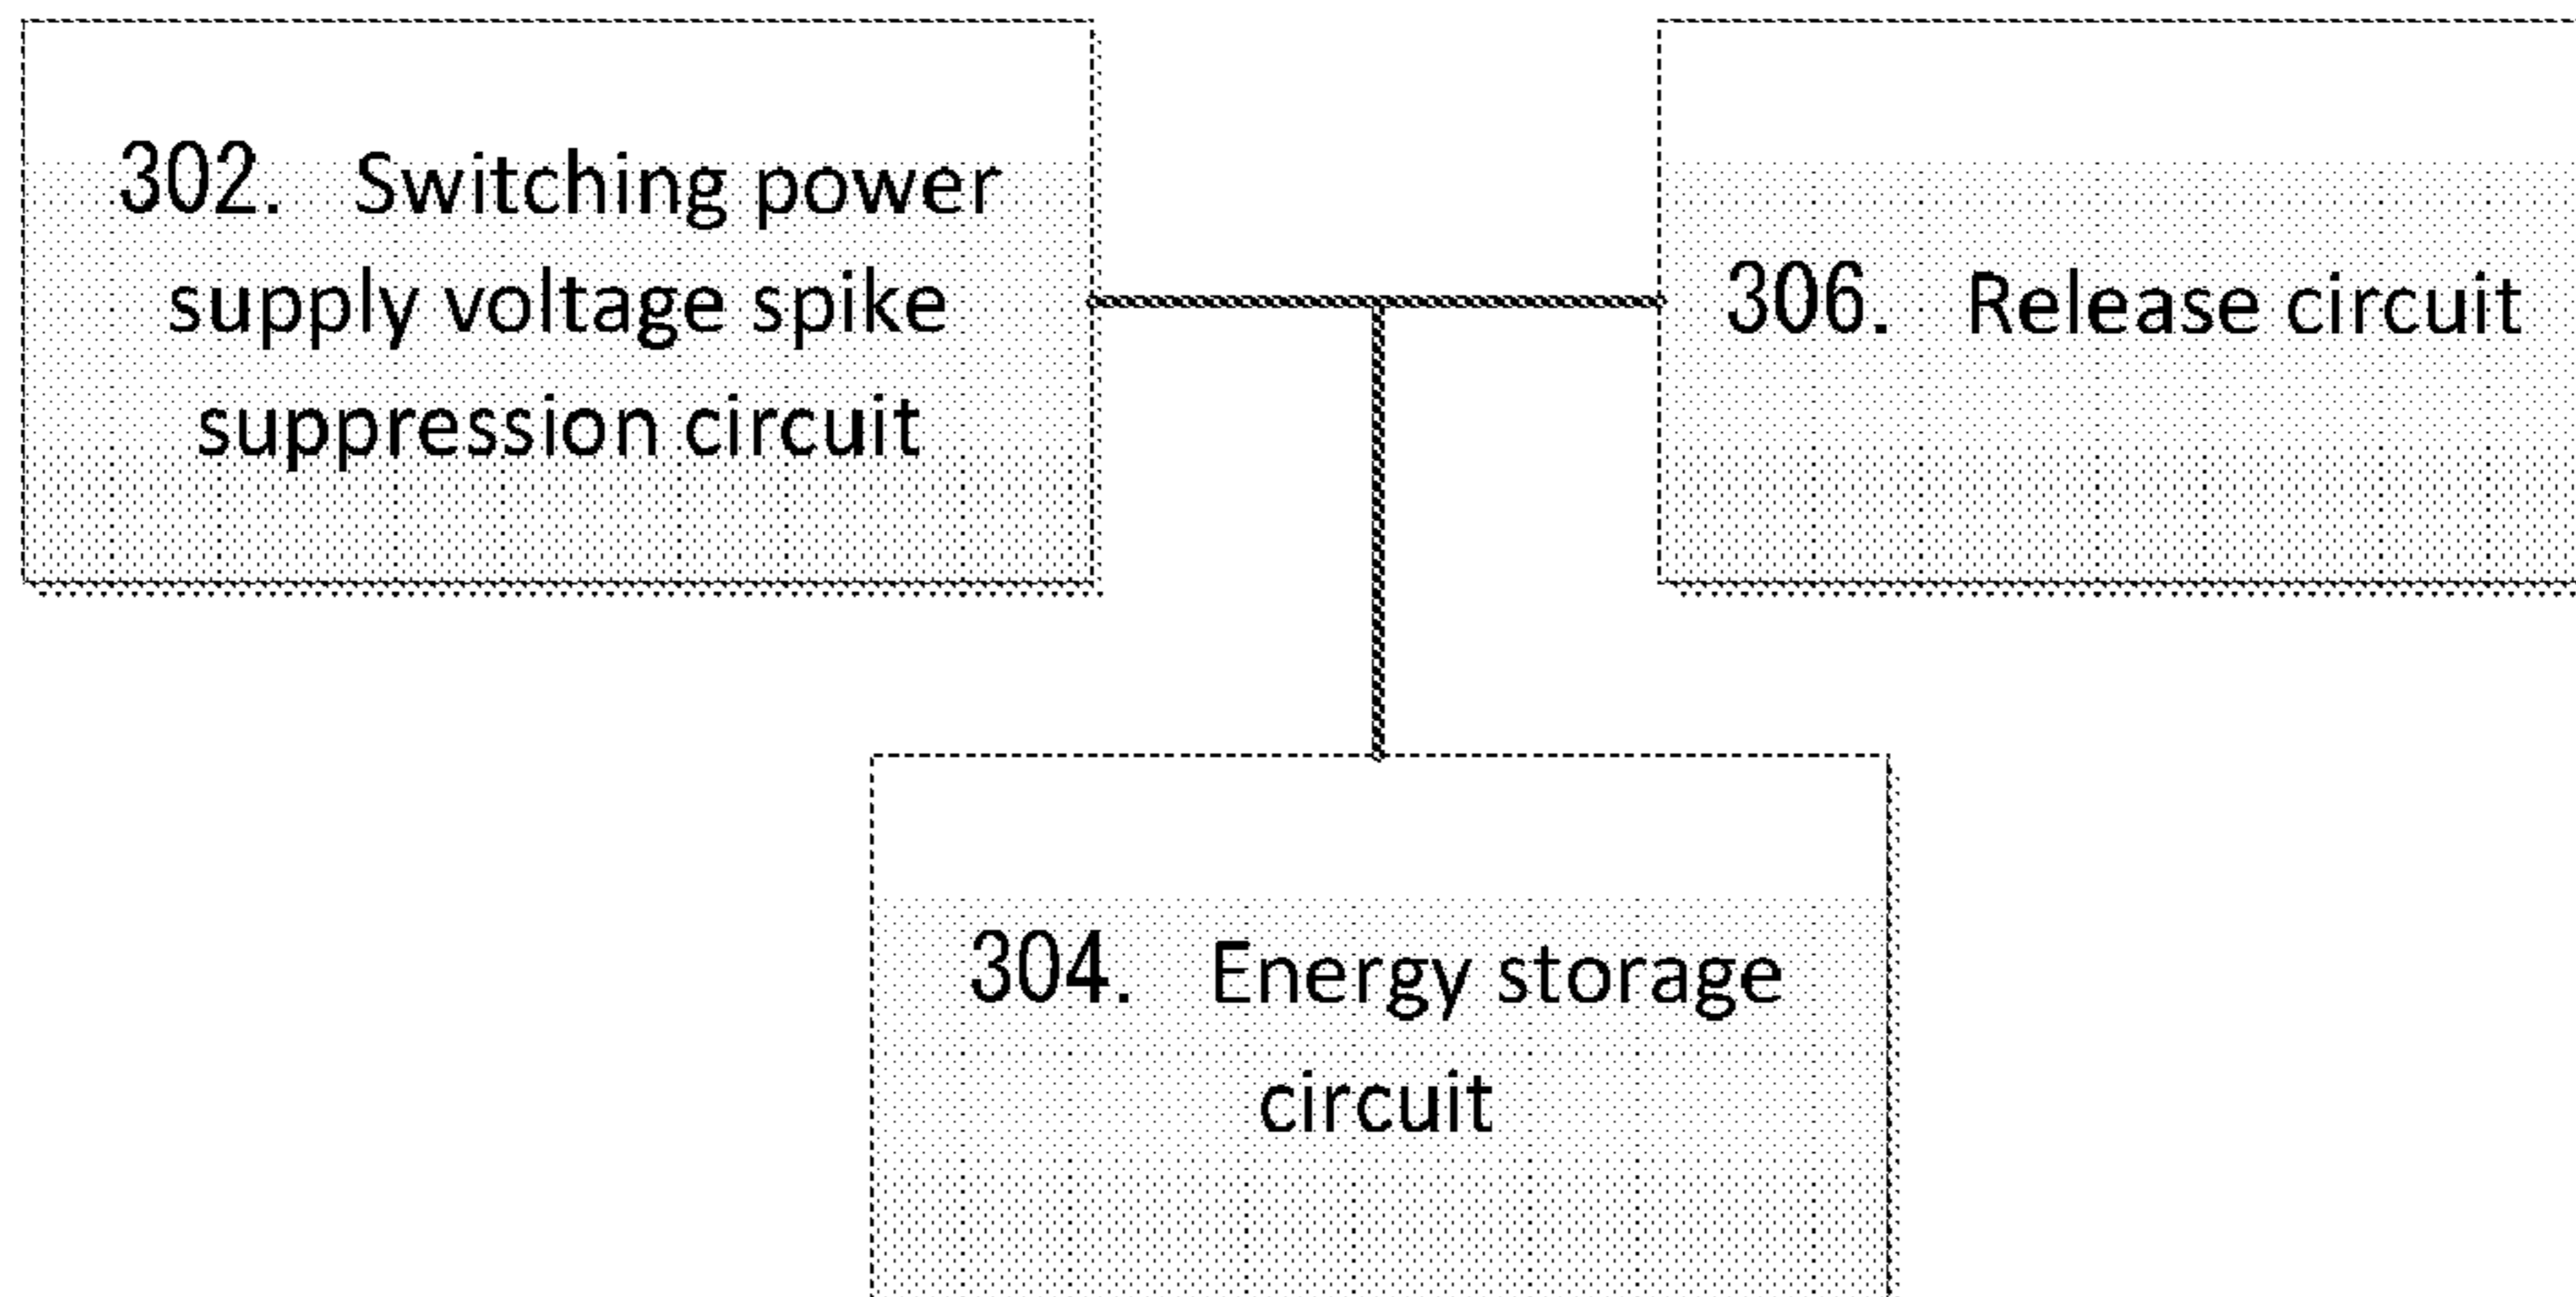 302. Switching power
supply voltage spike
suppression circuit
306. Release circuit
304. Energy storage
circuit